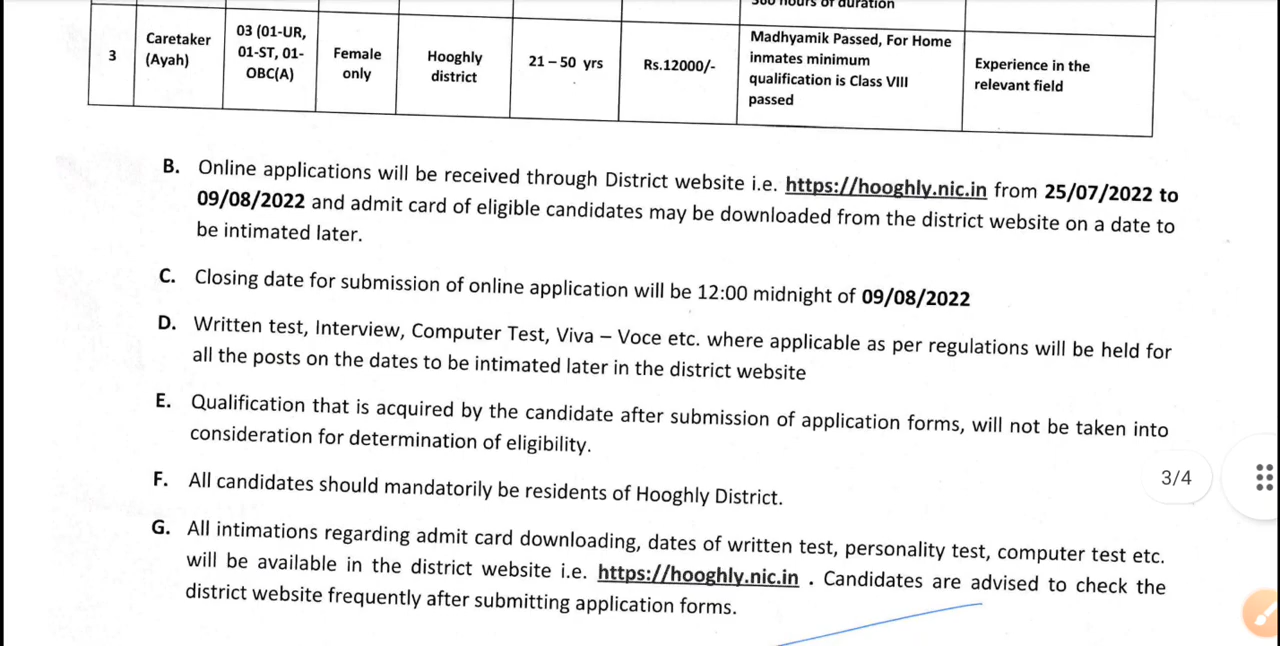 300 hours of duration
3 Caretaker (Ayah) 03 (01-UR, 01-ST, 01-OBC(A) Female only Hooghly district 21 – 50 yrs Rs.12000/- Madhyamik Passed, For Home inmates minimum qualification is Class VIII passed Experience in the relevant field
B. Online applications will be received through District website i.e. https://hooghly.nic.in from 25/07/2022 to
09/08/2022 and admit card of eligible candidates may be downloaded from the district website on a date to
be intimated later.
C. Closing date for submission of online application will be 12:00 midnight of 09/08/2022
D. Written test, Interview, Computer Test, Viva – Voce etc. where applicable as per regulations will be held for
all the posts on the dates to be intimated later in the district website
E. Qualification that is acquired by the candidate after submission of application forms, will not be taken into
consideration for determination of eligibility.
F. All candidates should mandatorily be residents of Hooghly District.
3/4
G. All intimations regarding admit card downloading, dates of written test, personality test, computer test etc.
will be available in the district website i.e. https://hooghly.nic.in . Candidates are advised to check the
district website frequently after submitting application forms.